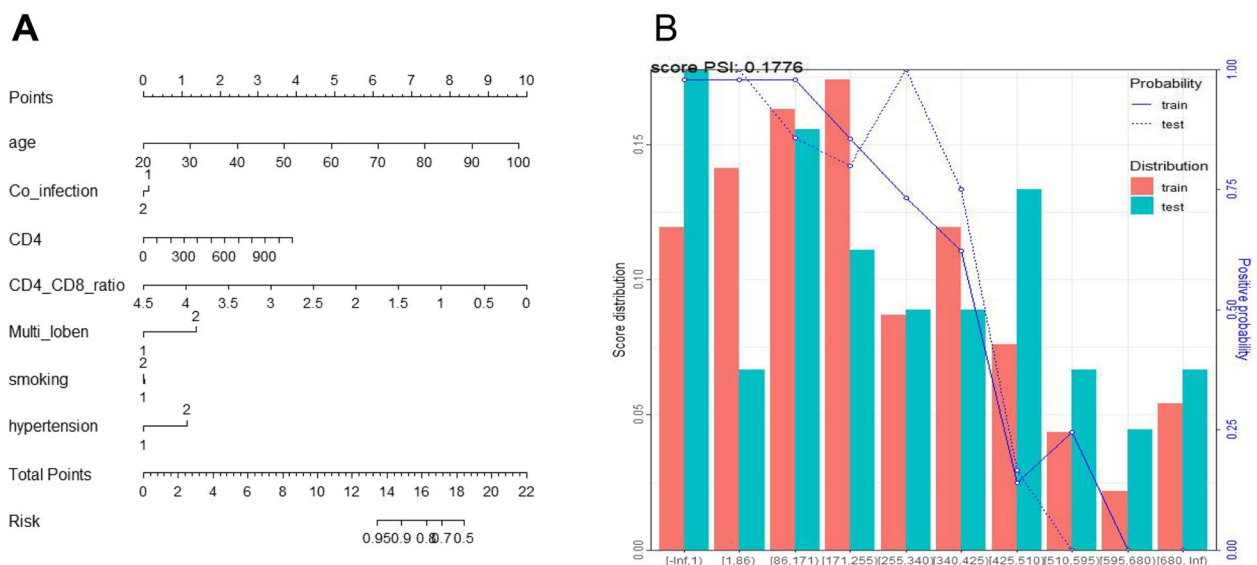 A
Points
0 1 2 3 4 5 6 7 8 9 10
age
20 30 40 50 60 70 80 90 100
Co_infection
1
2
CD4
0 300 600 900
CD4_CD8_ratio
4.5 4 3.5 3 2.5 2 1.5 1 0.5 0
Multi_loben
2
1
smoking
2
1
hypertension
2
1
Total Points
0 2 4 6 8 10 12 14 16 18 20 22
Risk
0.95 0.9 0.8 0.7 0.5
B
score PSI: 0.1776
Score distribution
0.15
0.10
0.05
0.00
Probability
train
test
Distribution
train
test
1.00
0.75
0.50
0.25
0.00
Positive probability
[-Inf,1) [1,86) [86,171) [171,255) [255,340) [340,425) [425,510) [510,595) [595,680) [680, Inf)